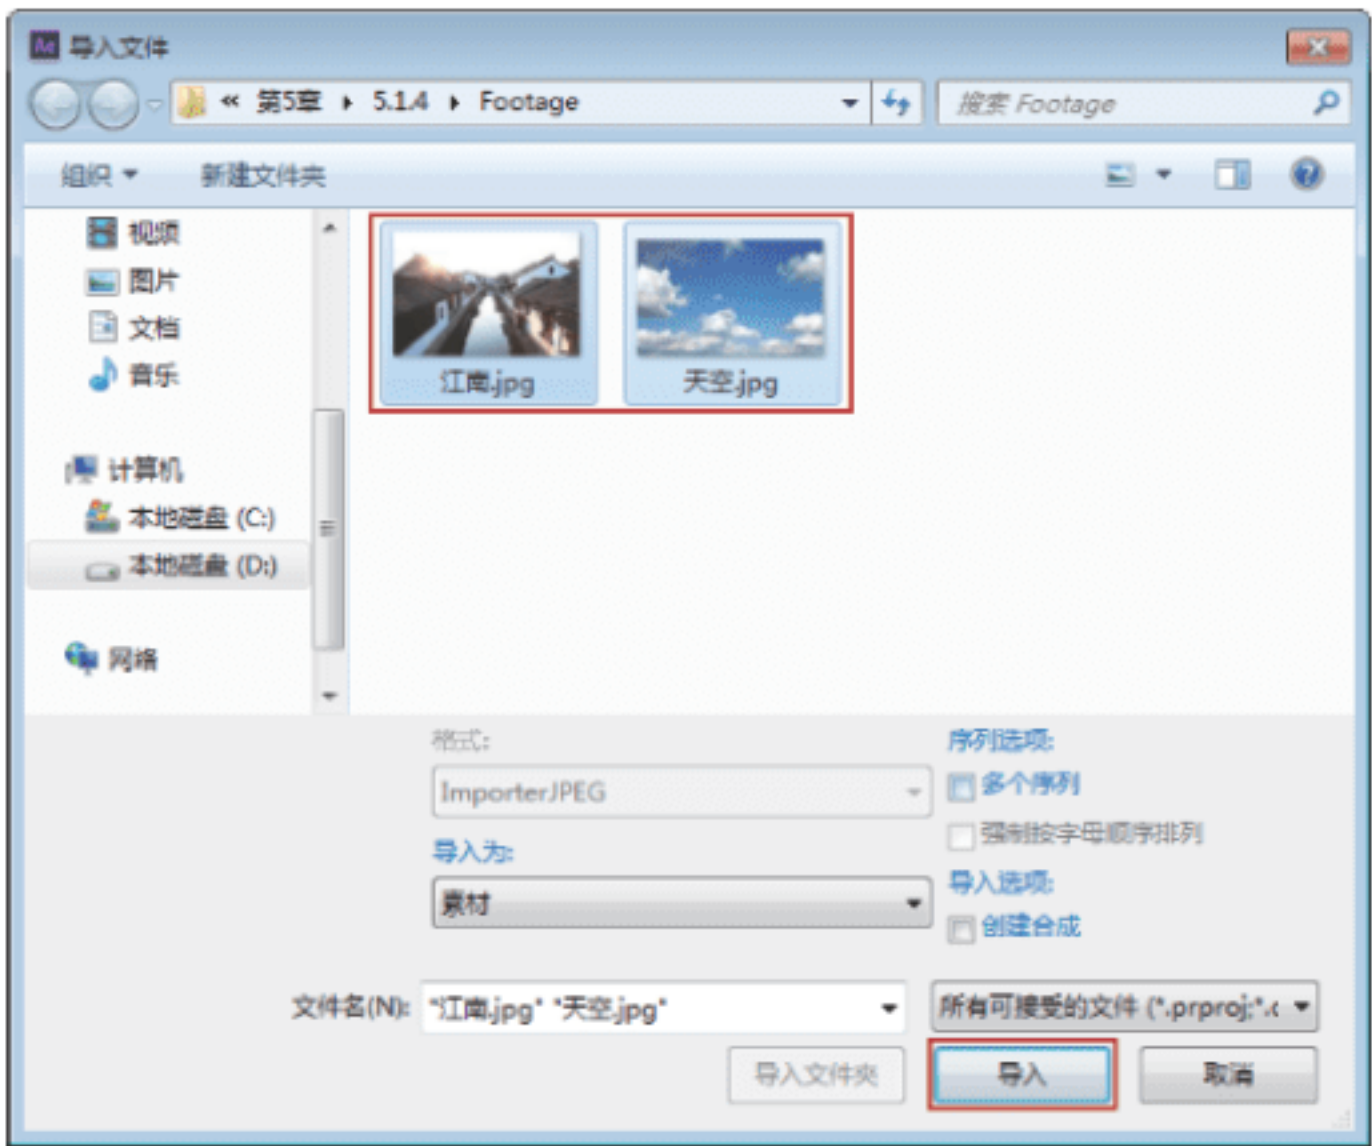 Ae 导入文件
« 第5章 ▸ 5.1.4 ▸ Footage
搜索 Footage
组织 新建文件夹
视频
图片
文档
音乐
计算机
本地磁盘 (C:)
本地磁盘 (D:)
网络
江南.jpg 天空.jpg
格式:
ImporterJPEG
导入为:
素材
序列选项:
多个序列
强制按字母顺序排列
导入选项:
创建合成
文件名(N): "江南.jpg" "天空.jpg"
所有可接受的文件 (*.prproj;*.c
导入文件夹 导入 取消